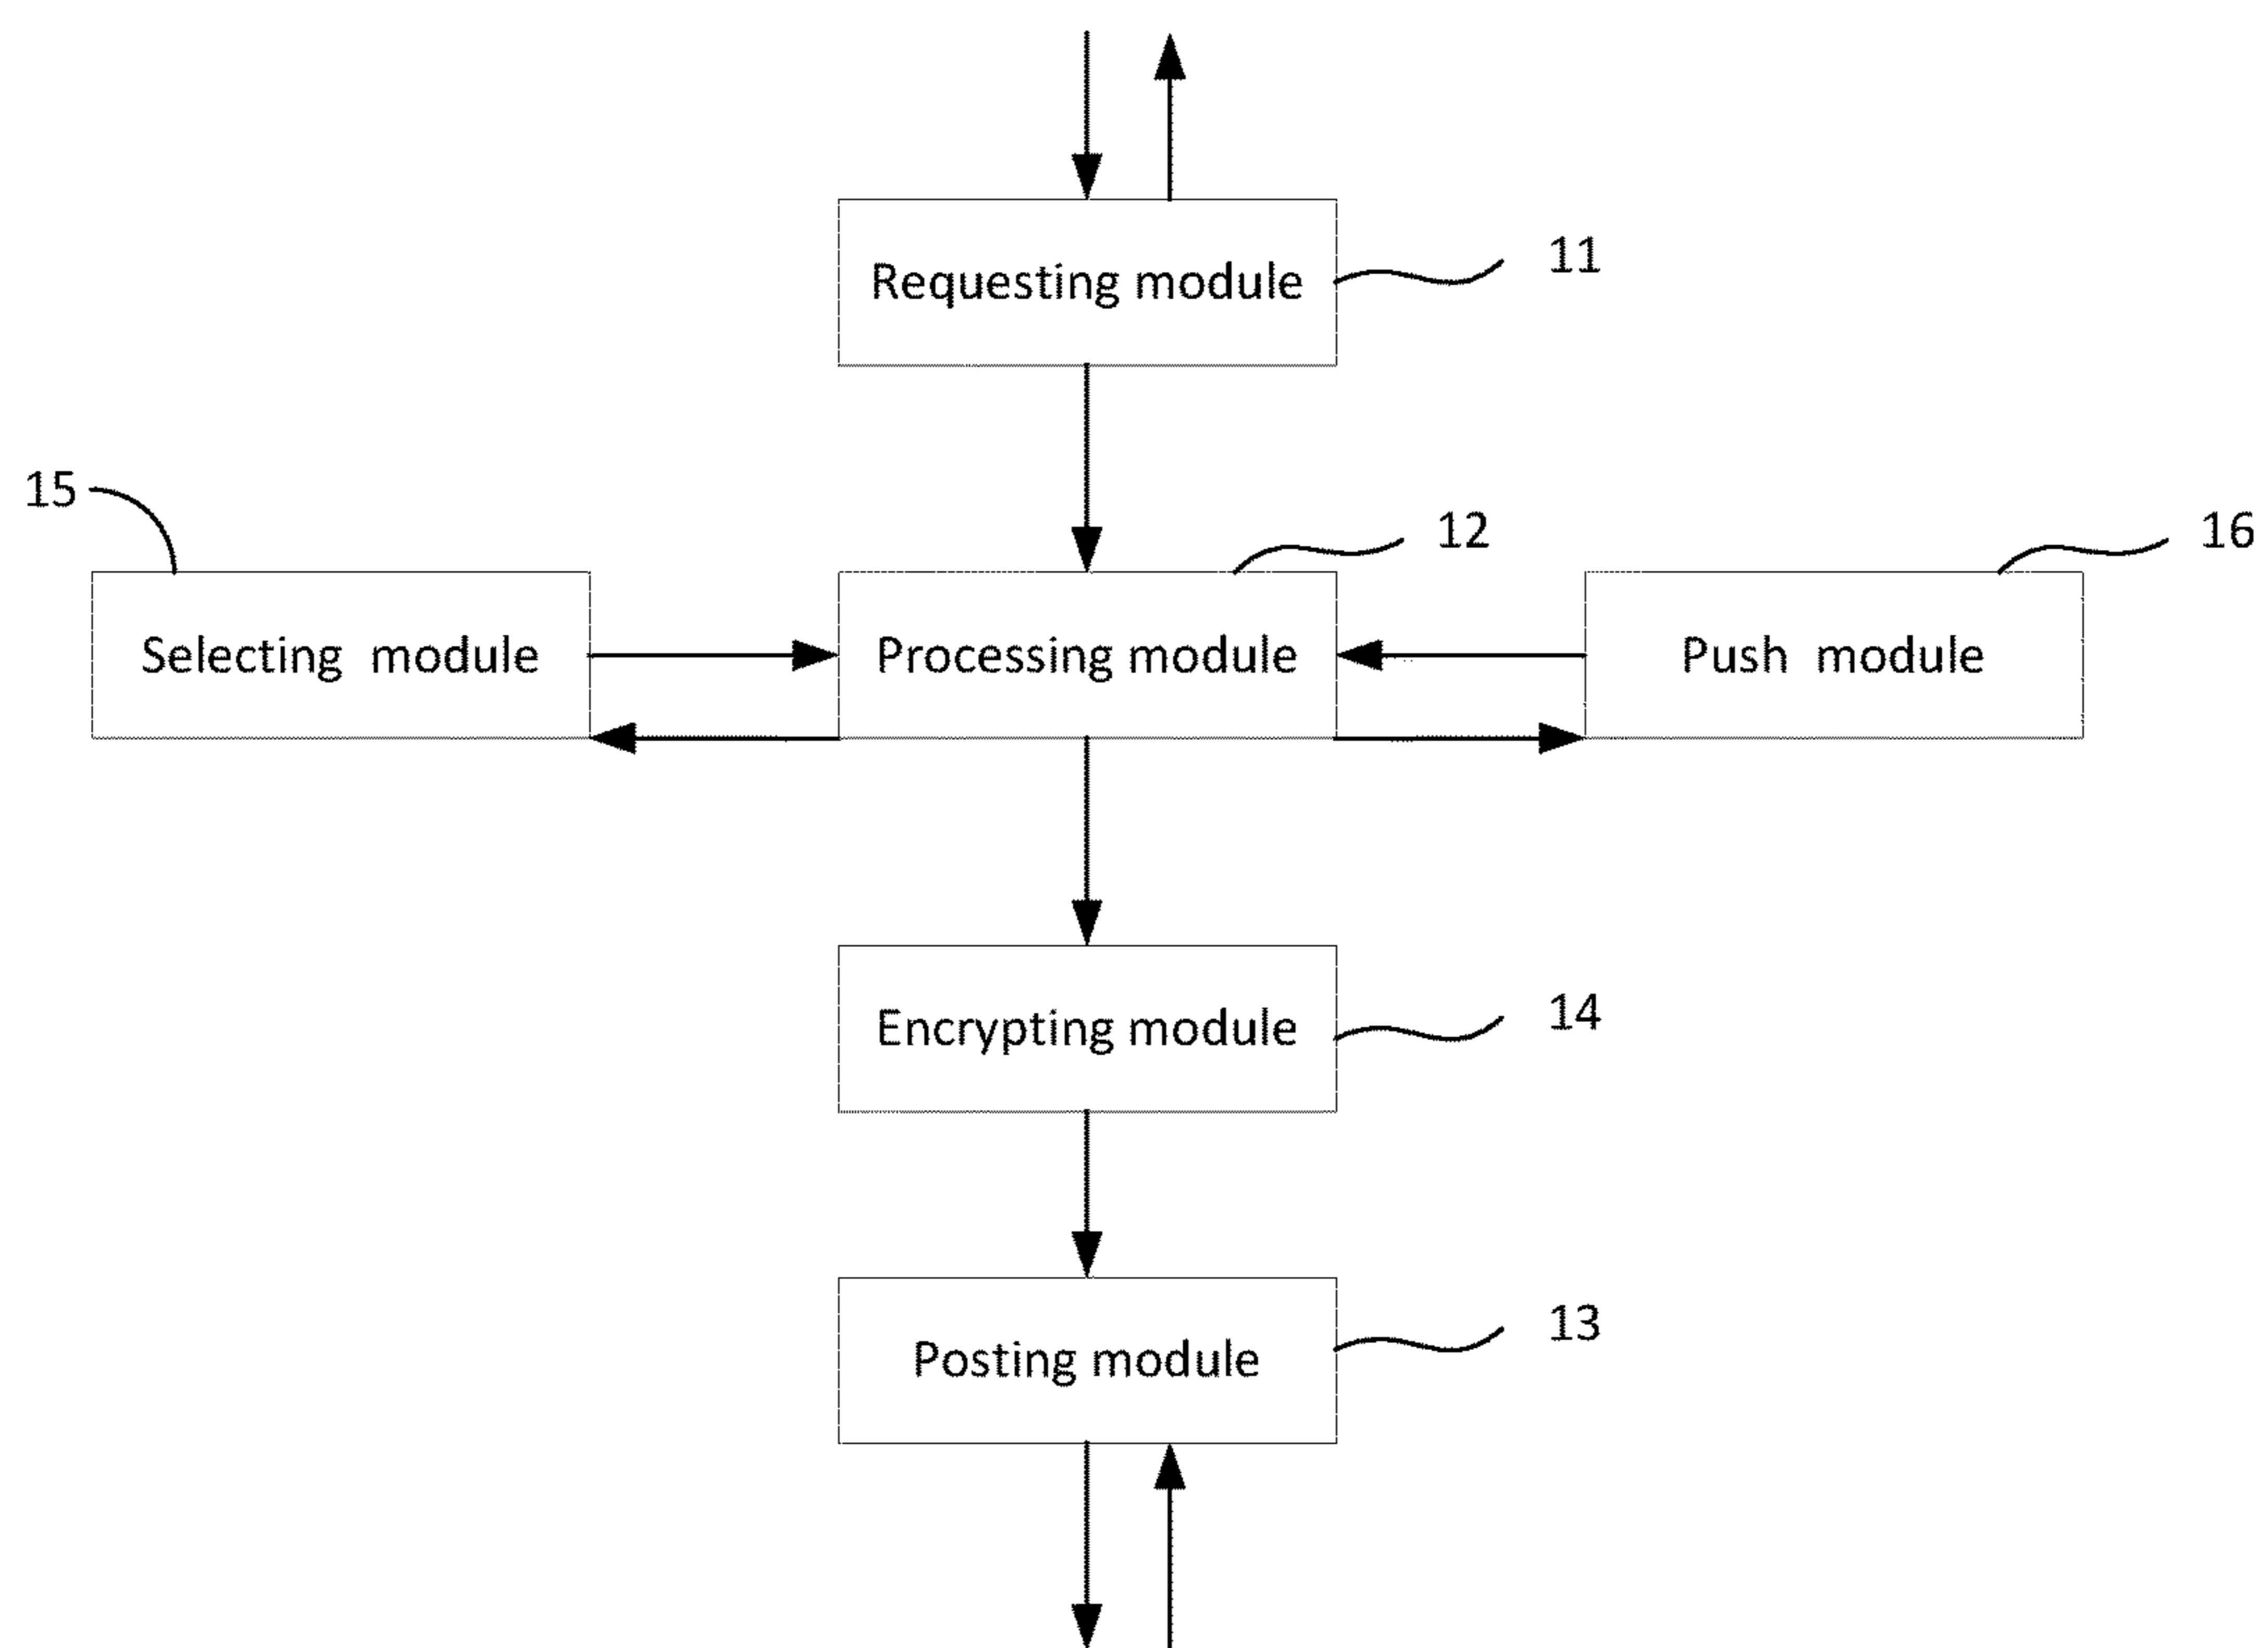 Requesting module
11
15
12
16
Selecting module
Processing module
Push module
Encrypting module
14
Posting module
13